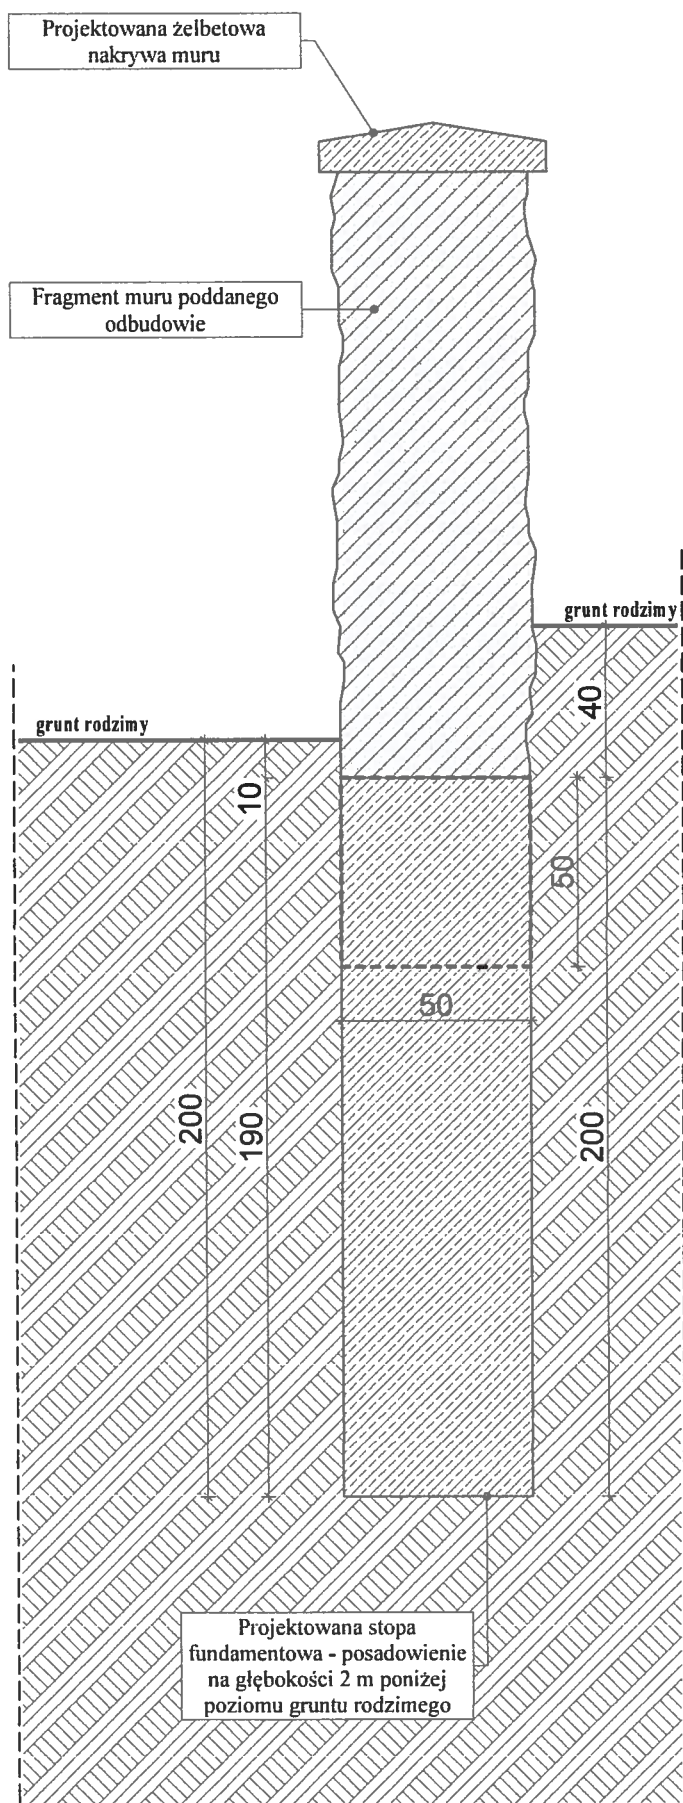 Projektowana żelbetowa
nakrywa muru
Fragment muru poddanego
odbudowie
grunt rodzimy
40
grunt rodzimy
10
50
50
200
190
200
Projektowana stopa
fundamentowa - posadowienie
na głębokości 2 m poniżej
poziomu gruntu rodzimego